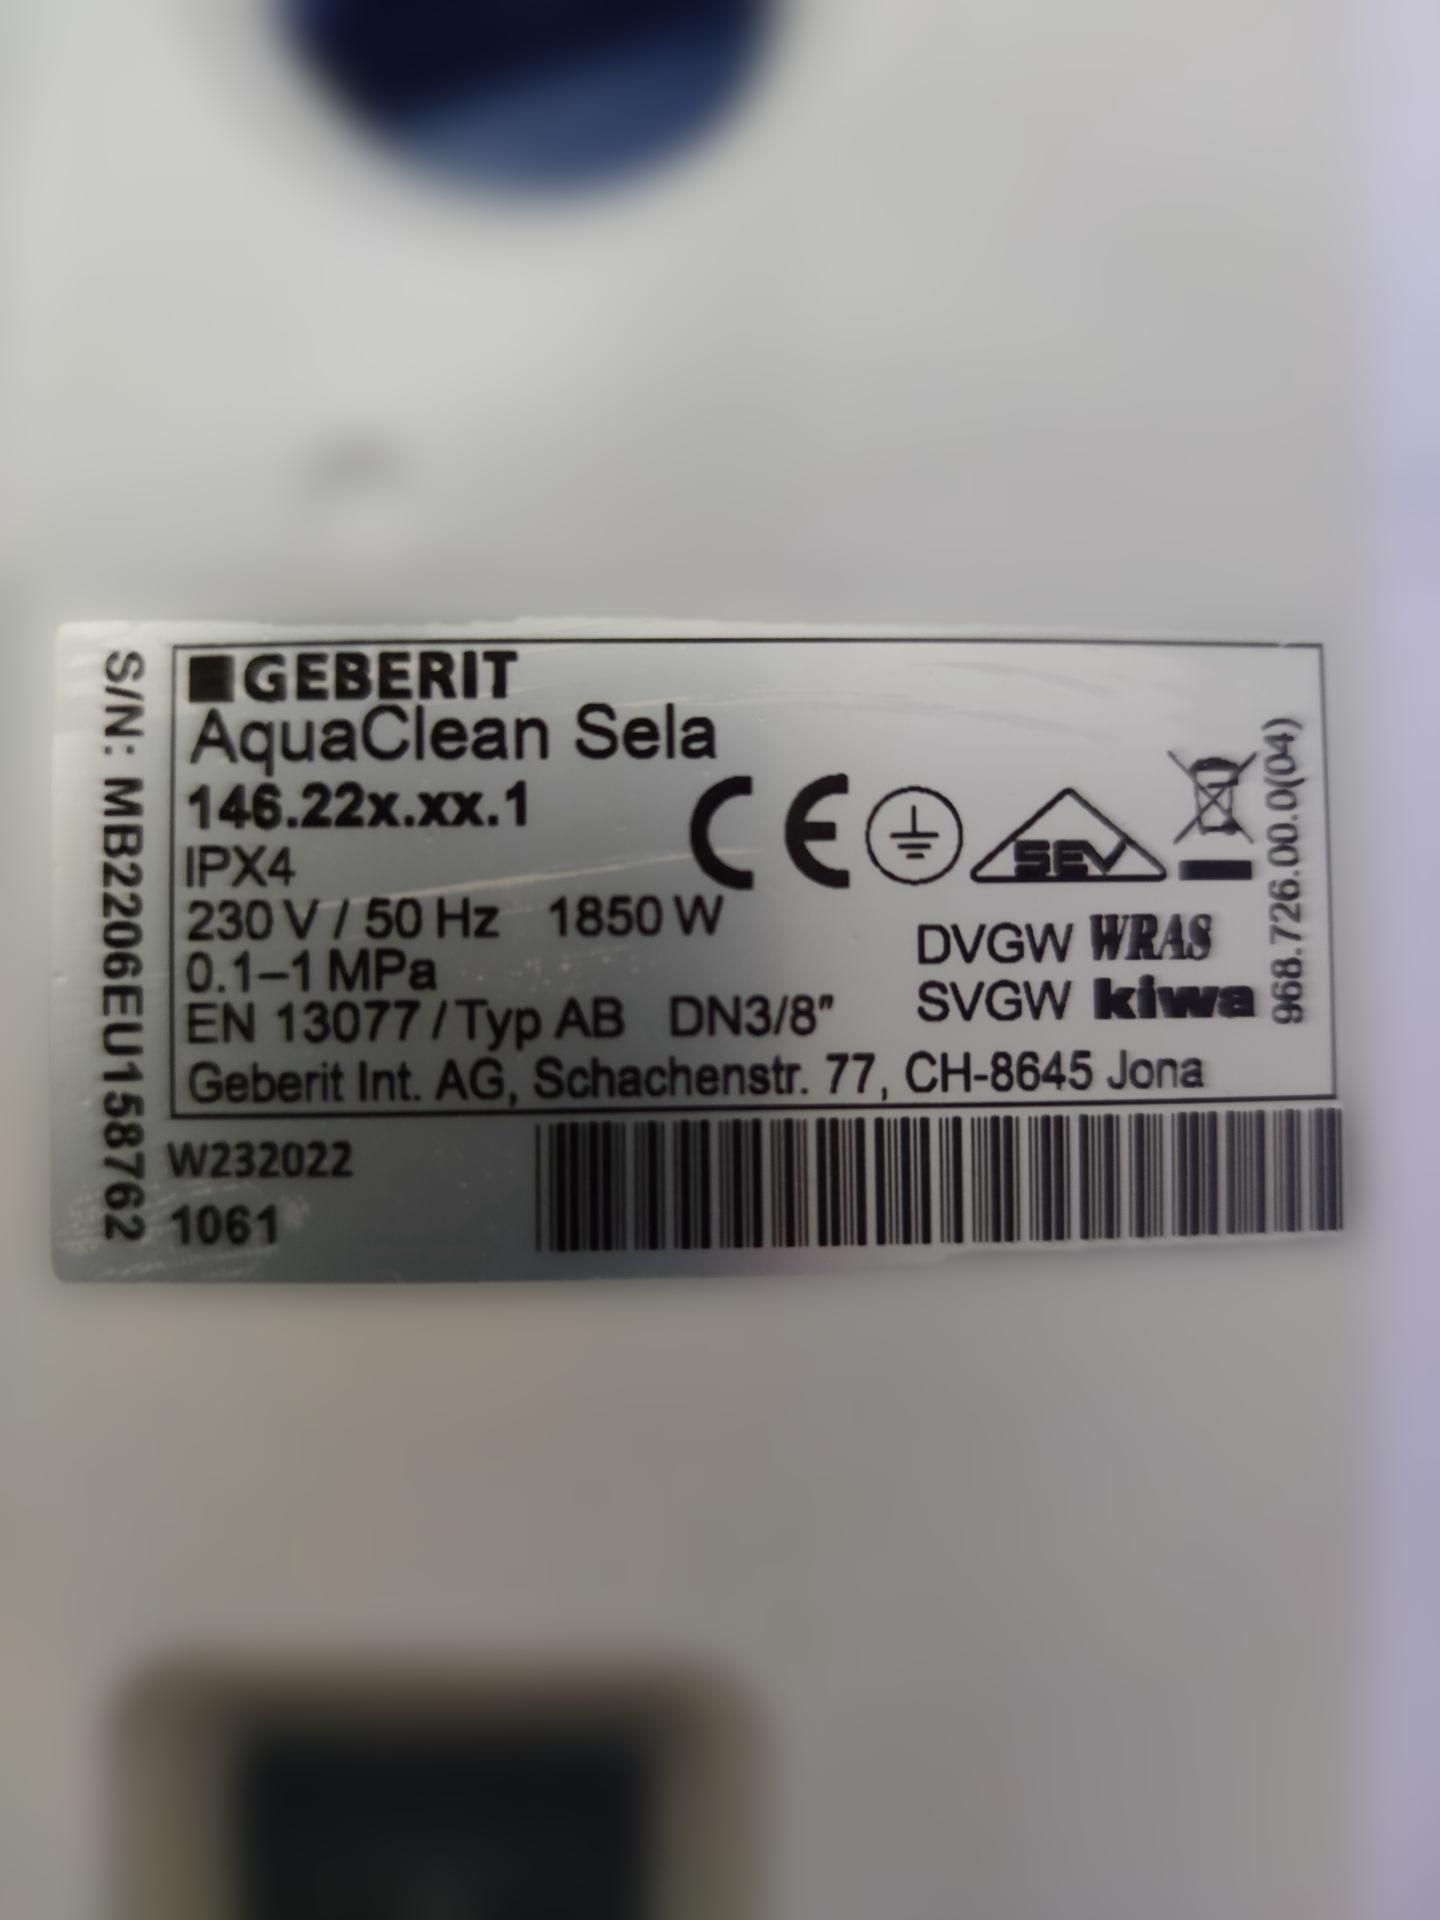 GEBERIT
AquaClean Sela
146.22x.xx.1
IPX4
230 V / 50 Hz 1850 W
0.1–1 MPa
EN 13077 / Typ AB DN3/8"
Geberit Int. AG, Schachenstr. 77, CH-8645 Jona
CE
SEV
DVGW WRAS
SVGW kiwa
968.726.00.0(04)
S/N: MB2206EU158762
W232022
1061